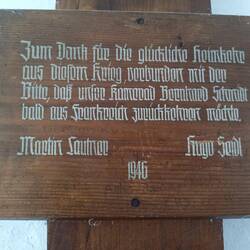 Zum Dank für die glückliche Heimkehr
aus diesem Krieg, verbunden mit der
Bitte, daß unser Kamerad Bernhard Schmidt
bald aus Frankreich zurückkehren möchte.
Martin Lautner Hugo Seidl
1946